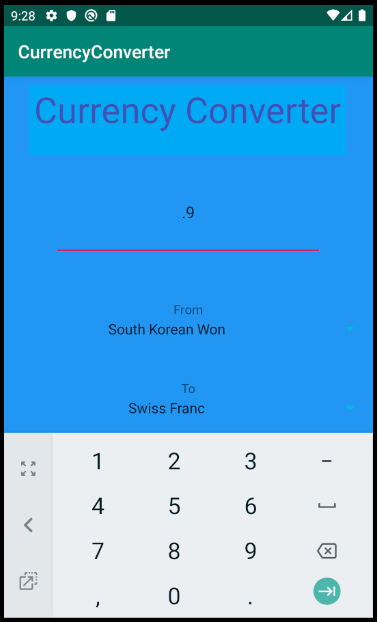 9:28
CurrencyConverter
Currency Converter
.9
From
South Korean Won
To
Swiss Franc
1 2 3 −
4 5 6
7 8 9
, 0 .